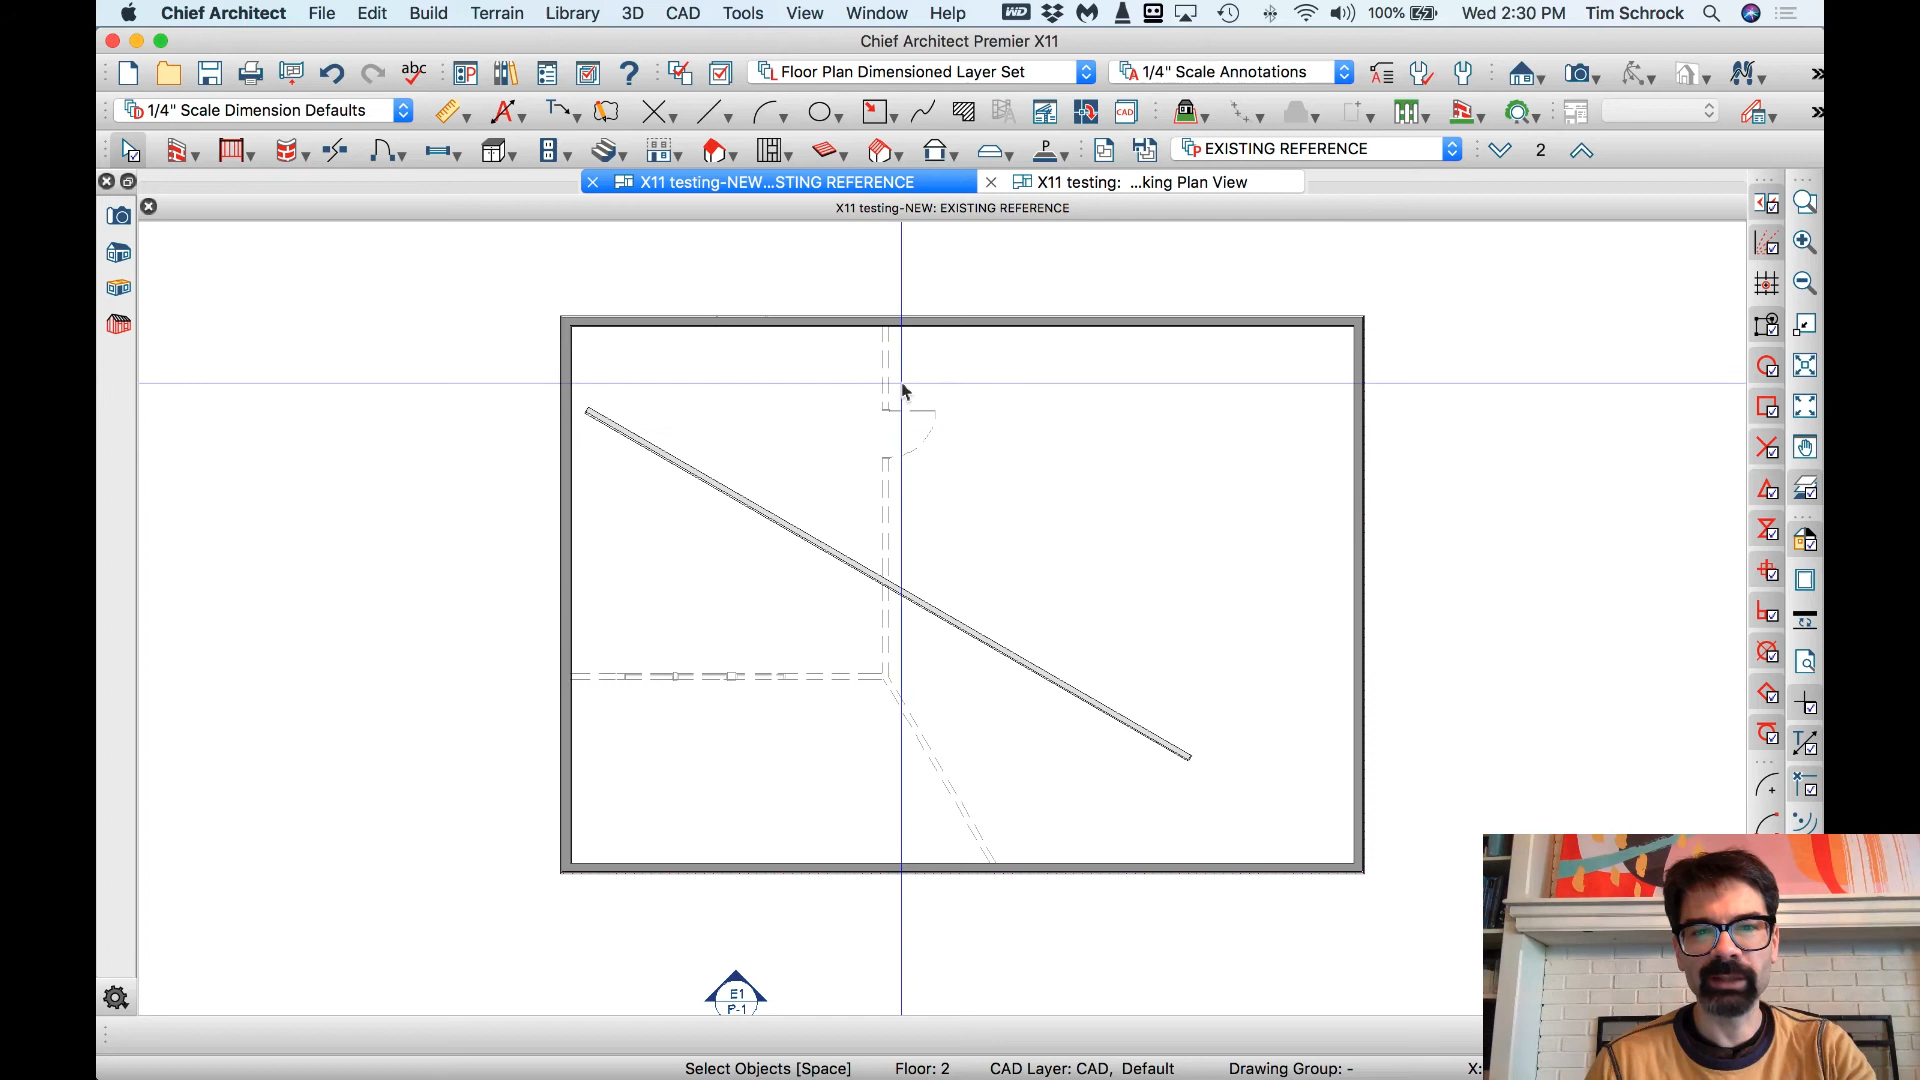 Chief Architect File Edit Build Terrain Library 3D CAD Tools View Window Help WD 100% Wed 2:30 PM Tim Schrock
Chief Architect Premier X11
abc P ? L Floor Plan Dimensioned Layer Set A 1/4" Scale Annotations
D 1/4" Scale Dimension Defaults A T CAD
P P EXISTING REFERENCE 2
X11 testing-NEW...STING REFERENCE X11 testing: ...king Plan View
X11 testing-NEW: EXISTING REFERENCE
E1
P-1
Select Objects [Space] Floor: 2 CAD Layer: CAD, Default Drawing Group: - X: